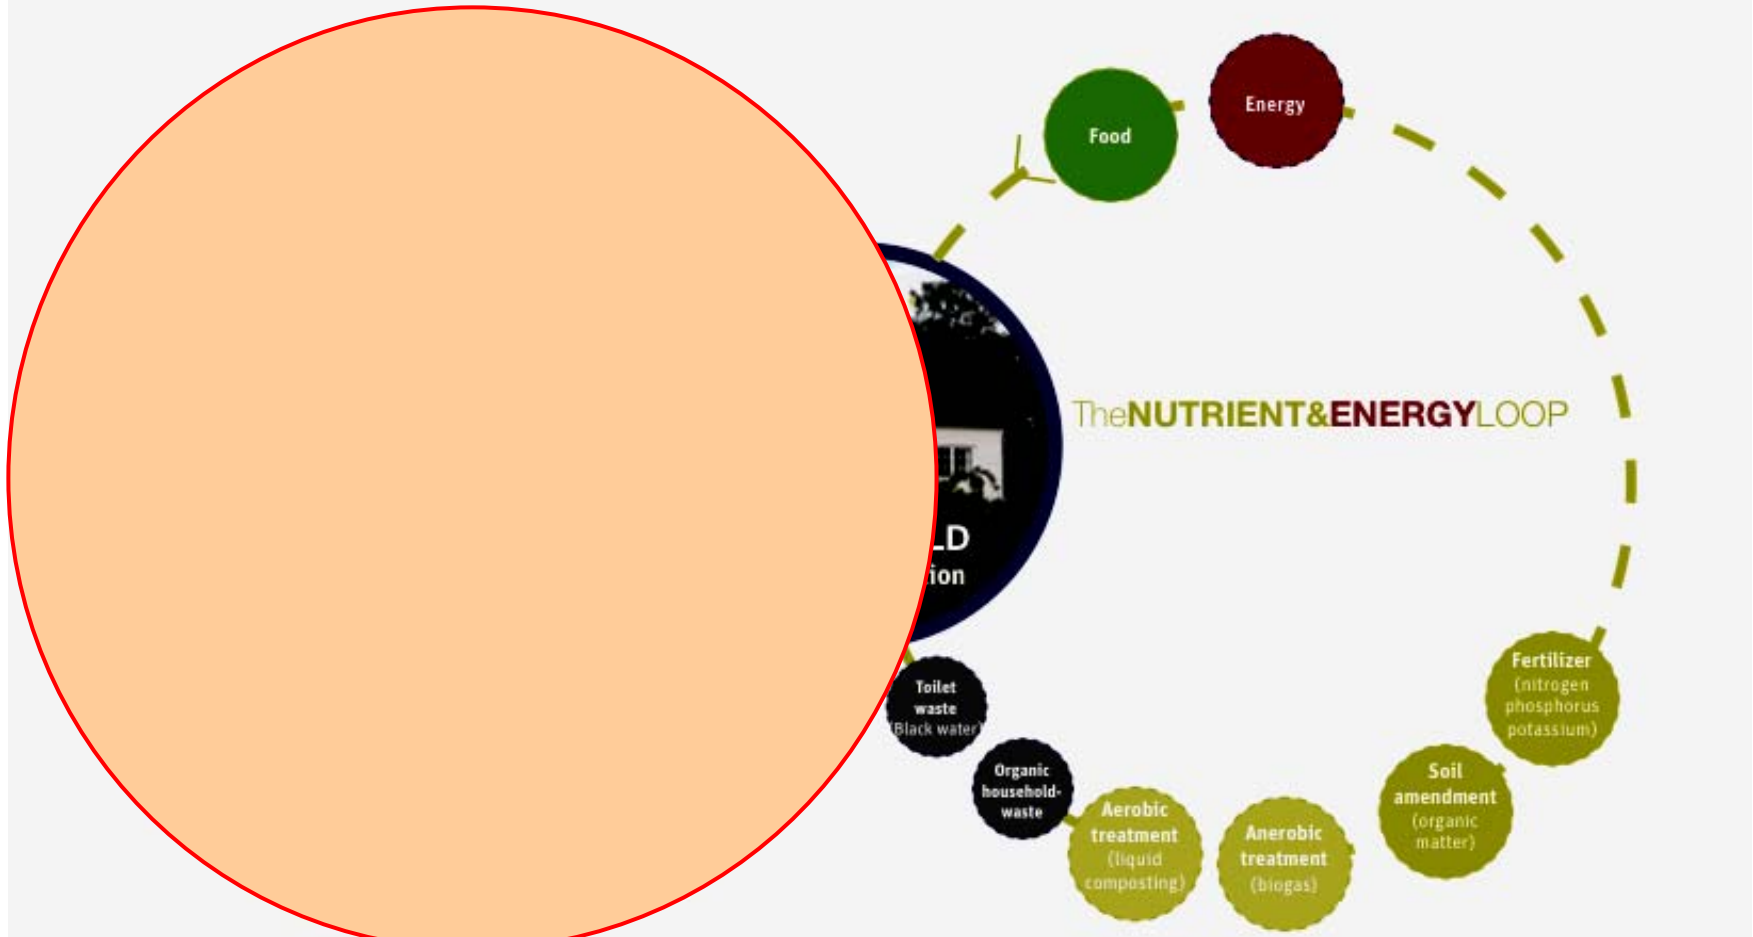 Energy
Food
TheNUTRIENT&ENERGYLOOP
LD
ion
Toilet
waste
(Black water)
Organic
household-
waste
Aerobic
treatment
(liquid
composting)
Anerobic
treatment
(biogas)
Soil
amendment
(organic
matter)
Fertilizer
(nitrogen
phosphorus
potassium)